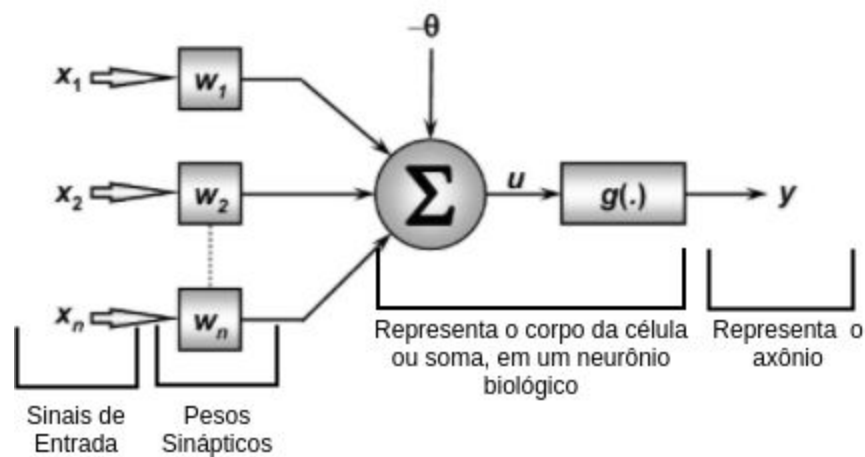 −θ
x₁
w₁
x₂
w₂
Σ
u
g(.)
y
xₙ
wₙ
Sinais de
Entrada
Pesos
Sinápticos
Representa o corpo da célula
ou soma, em um neurônio
biológico
Representa o
axônio